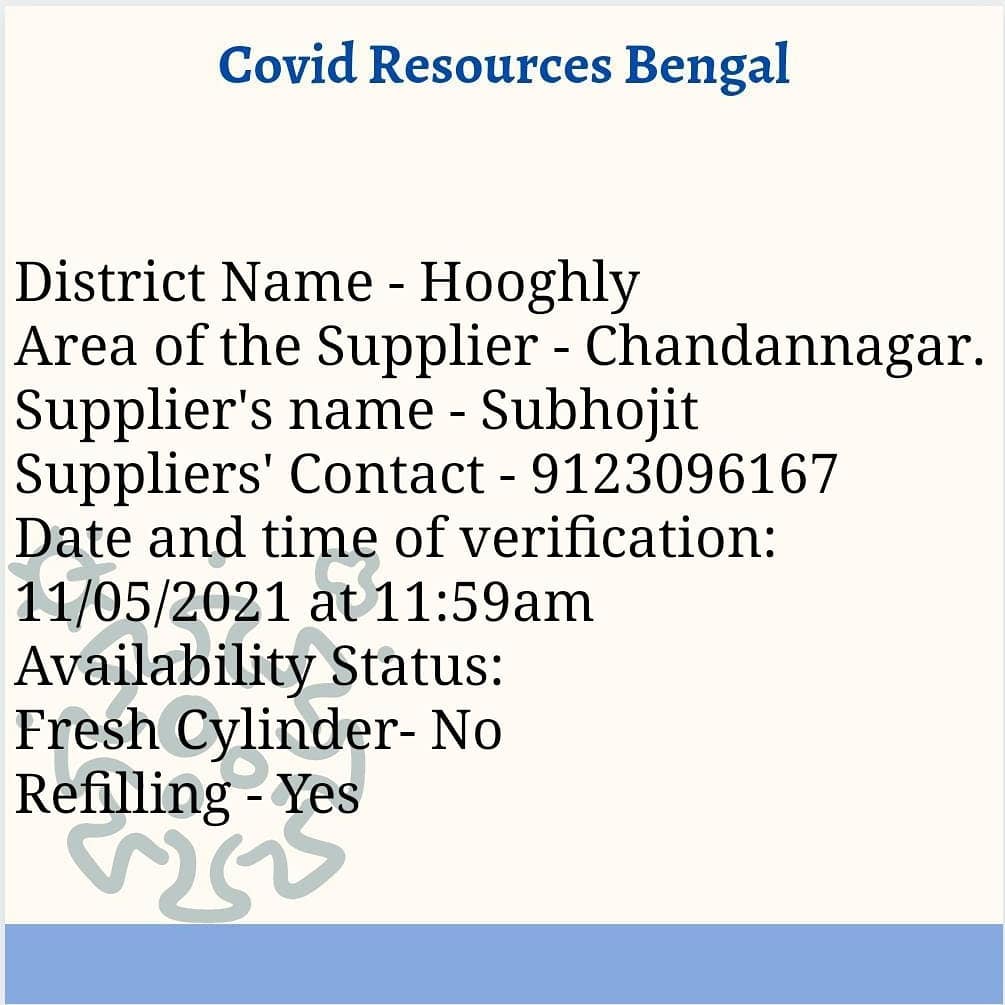 Covid Resources Bengal
District Name - Hooghly
Area of the Supplier - Chandannagar.
Supplier's name - Subhojit
Suppliers' Contact - 9123096167
Date and time of verification:
11/05/2021 at 11:59am
Availability Status:
Fresh Cylinder- No
Refilling - Yes